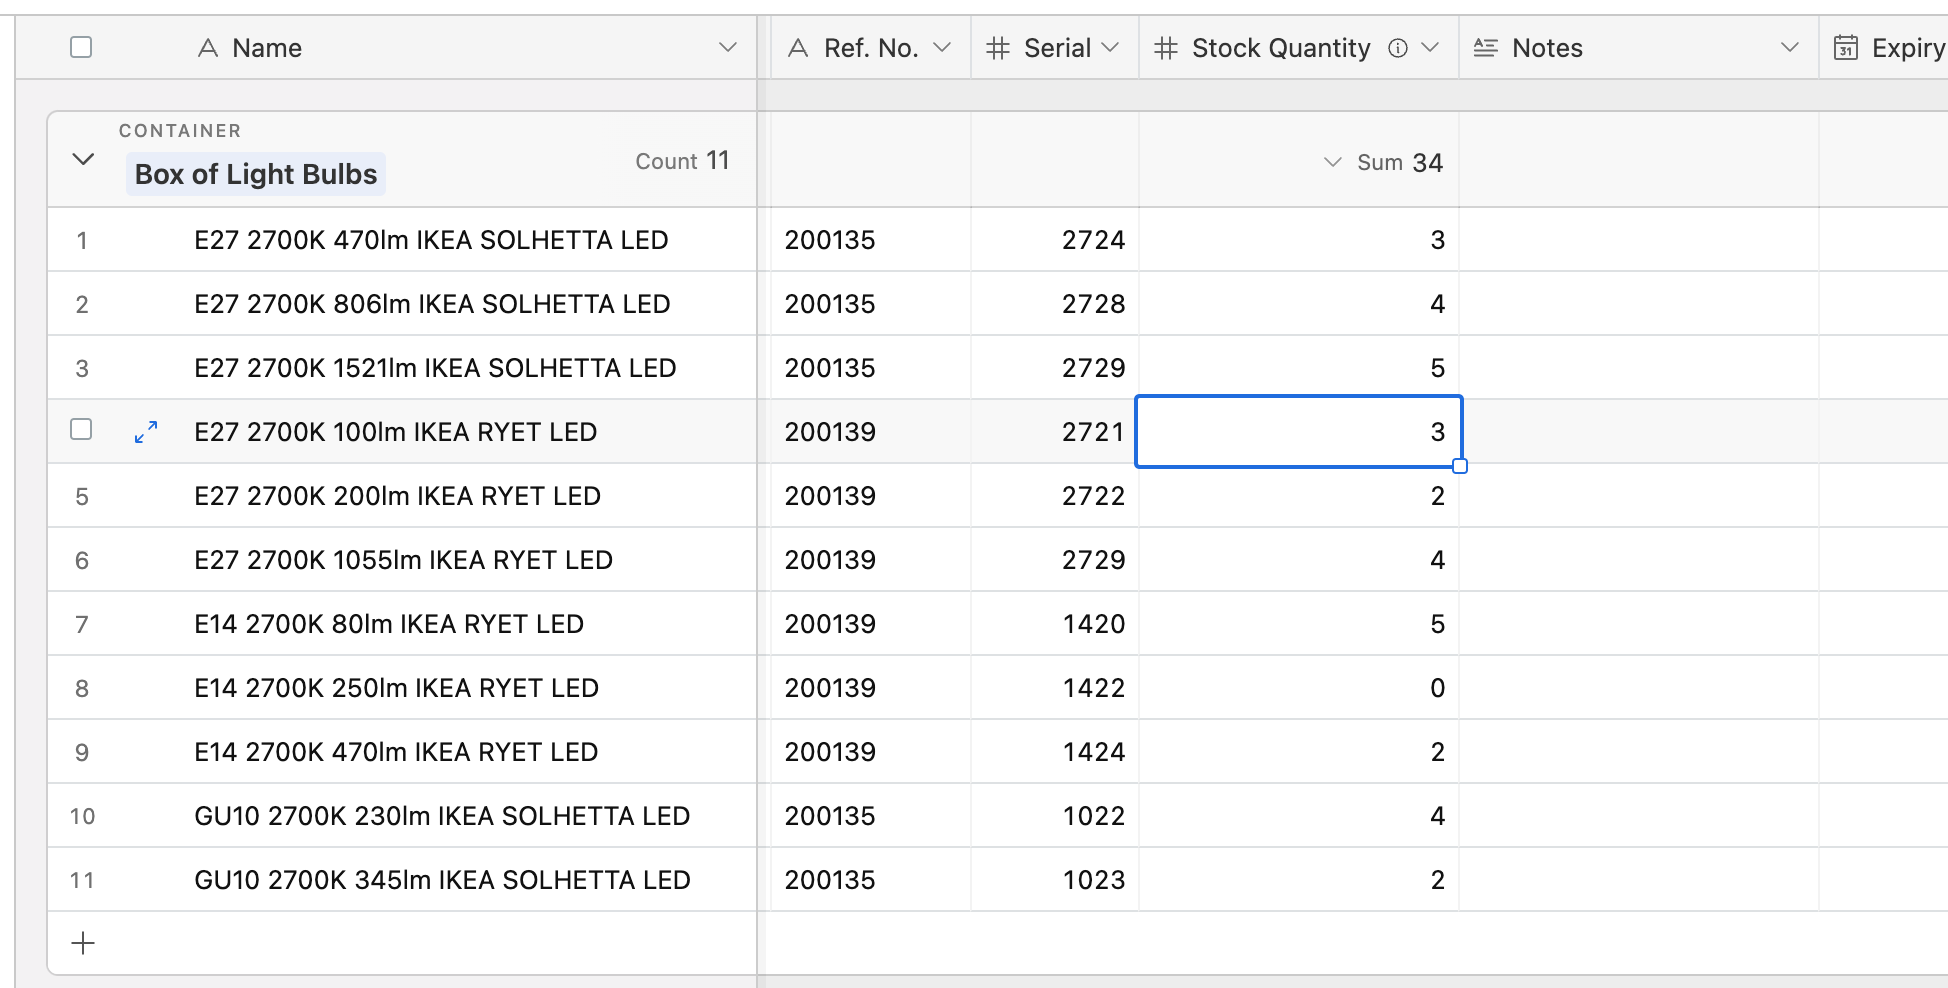 Name Ref. No. Serial Stock Quantity Notes Expiry
CONTAINER
Box of Light Bulbs Count 11 Sum 34
1 E27 2700K 470lm IKEA SOLHETTA LED 200135 2724 3
2 E27 2700K 806lm IKEA SOLHETTA LED 200135 2728 4
3 E27 2700K 1521lm IKEA SOLHETTA LED 200135 2729 5
E27 2700K 100lm IKEA RYET LED 200139 2721 3
5 E27 2700K 200lm IKEA RYET LED 200139 2722 2
6 E27 2700K 1055lm IKEA RYET LED 200139 2729 4
7 E14 2700K 80lm IKEA RYET LED 200139 1420 5
8 E14 2700K 250lm IKEA RYET LED 200139 1422 0
9 E14 2700K 470lm IKEA RYET LED 200139 1424 2
10 GU10 2700K 230lm IKEA SOLHETTA LED 200135 1022 4
11 GU10 2700K 345lm IKEA SOLHETTA LED 200135 1023 2